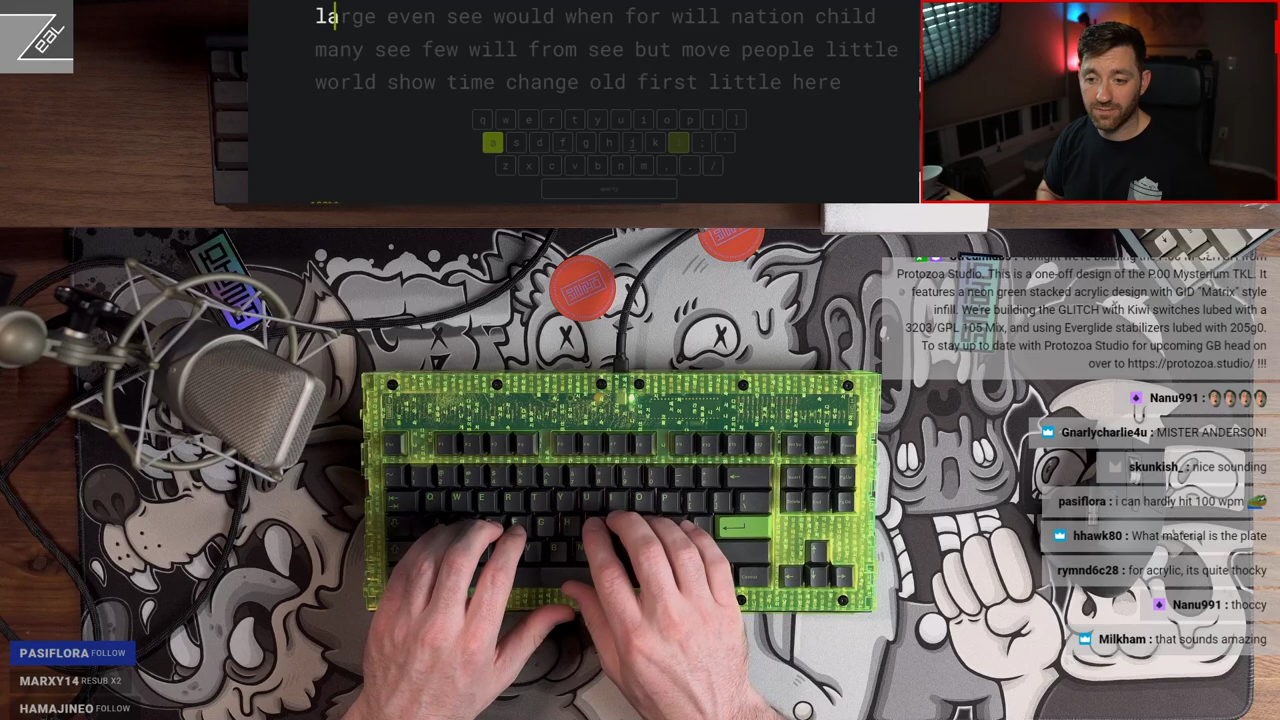 zeal
large even see would when for will nation child
many see few will from see but move people little
world show time change old first little here
q w e r t y u i o p [ ]
a s d f g h j k ; '
z x c v b n m , . /
Protozoa Studio. This is a one-off design of the P.00 Mysterium TKL. It
features a neon green stacked acrylic design with GID "Matrix" style
infill. We're building the GLITCH with Kiwi switches lubed with a
3203/GPL 105 Mix, and using Everglide stabilizers lubed with 205g0.
To stay up to date with Protozoa Studio for upcoming GB head on
over to https://protozoa.studio/ !!!
Nanu991 :
Gnarlycharlie4u : MISTER ANDERSON!
skunkish_ : nice sounding
pasiflora : i can hardly hit 100 wpm
hhawk80 : What material is the plate
rymnd6c28 : for acrylic, its quite thocky
Nanu991 : thoccy
Milkham : that sounds amazing
Q W E R T Y U O P
G H
B N
PASIFLORA FOLLOW
MARXY14 RESUB X2
HAMAJINEO FOLLOW